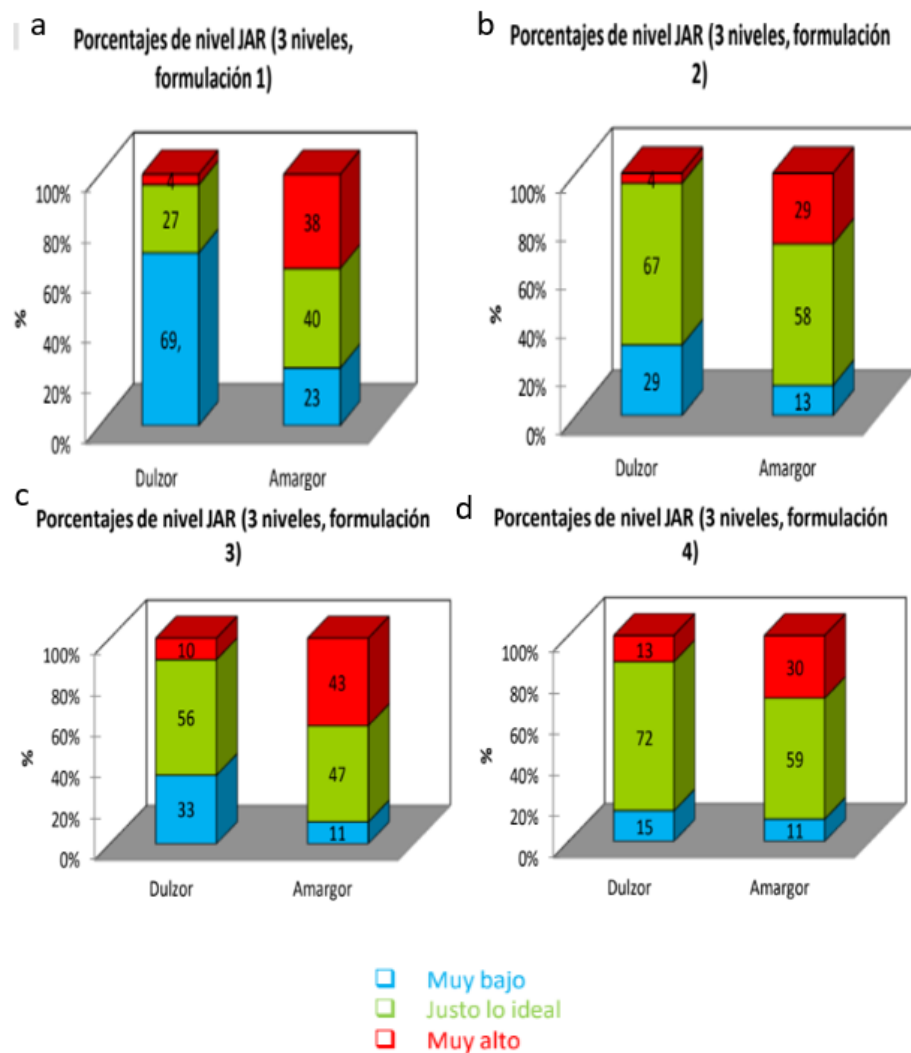 a
Porcentajes de nivel JAR (3 niveles,
formulación 1)
100%
80%
60%
40%
20%
0%
%
4
27
69,
38
40
23
Dulzor
Amargor
b
Porcentajes de nivel JAR (3 niveles, formulación
2)
100%
80%
60%
40%
20%
0%
%
4
67
29
29
58
13
Dulzor
Amargor
c
Porcentajes de nivel JAR (3 niveles, formulación
3)
100%
80%
60%
40%
20%
0%
%
10
56
33
43
47
11
Dulzor
Amargor
d
Porcentajes de nivel JAR (3 niveles, formulación
4)
100%
80%
60%
40%
20%
0%
%
13
72
15
30
59
11
Dulzor
Amargor
Muy bajo
Justo lo ideal
Muy alto